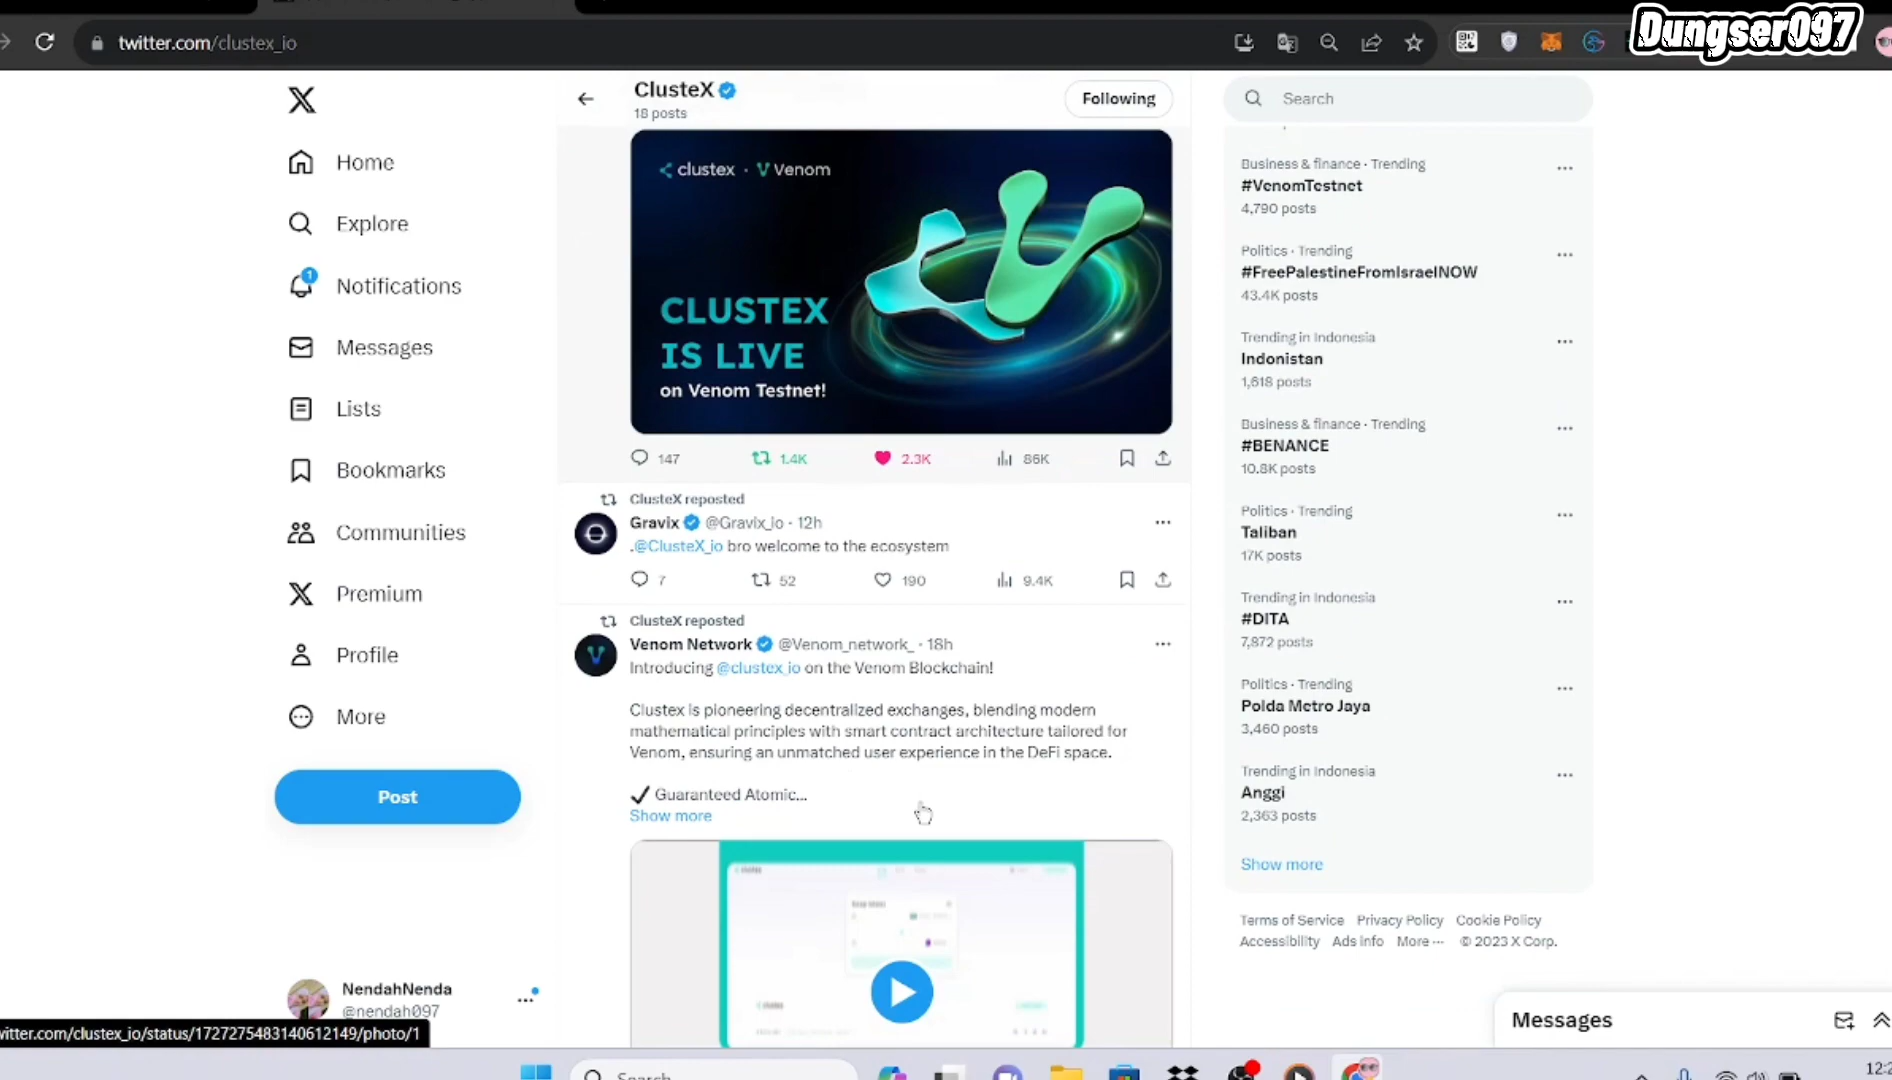 Dungser097
twitter.com/clustex_io
ClusteX
18 posts
Following
Search
Home
Explore
1
Notifications
Messages
Lists
Bookmarks
Communities
Premium
Profile
More
Post
NendahNenda
@nendah097
clustex · Venom
CLUSTEX
IS LIVE
on Venom Testnet!
147
1.4K
2.3K
86K
ClusteX reposted
Gravix @Gravix_io · 12h
.@ClusteX_io bro welcome to the ecosystem
7
52
190
9.4K
ClusteX reposted
Venom Network @Venom_network_ · 18h
Introducing @clustex_io on the Venom Blockchain!
Clustex is pioneering decentralized exchanges, blending modern
mathematical principles with smart contract architecture tailored for
Venom, ensuring an unmatched user experience in the DeFi space.
✓ Guaranteed Atomic...
Show more
Business & finance · Trending
#VenomTestnet
4,790 posts
Politics · Trending
#FreePalestineFromIsraelNOW
43.4K posts
Trending in Indonesia
Indonistan
1,618 posts
Business & finance · Trending
#BENANCE
10.8K posts
Politics · Trending
Taliban
17K posts
Trending in Indonesia
#DITA
7,872 posts
Politics · Trending
Polda Metro Jaya
3,460 posts
Trending in Indonesia
Anggi
2,363 posts
Show more
Terms of Service Privacy Policy Cookie Policy
Accessibility Ads info More ··· © 2023 X Corp.
Messages
witter.com/clustex_io/status/1727275483140612149/photo/1
Search